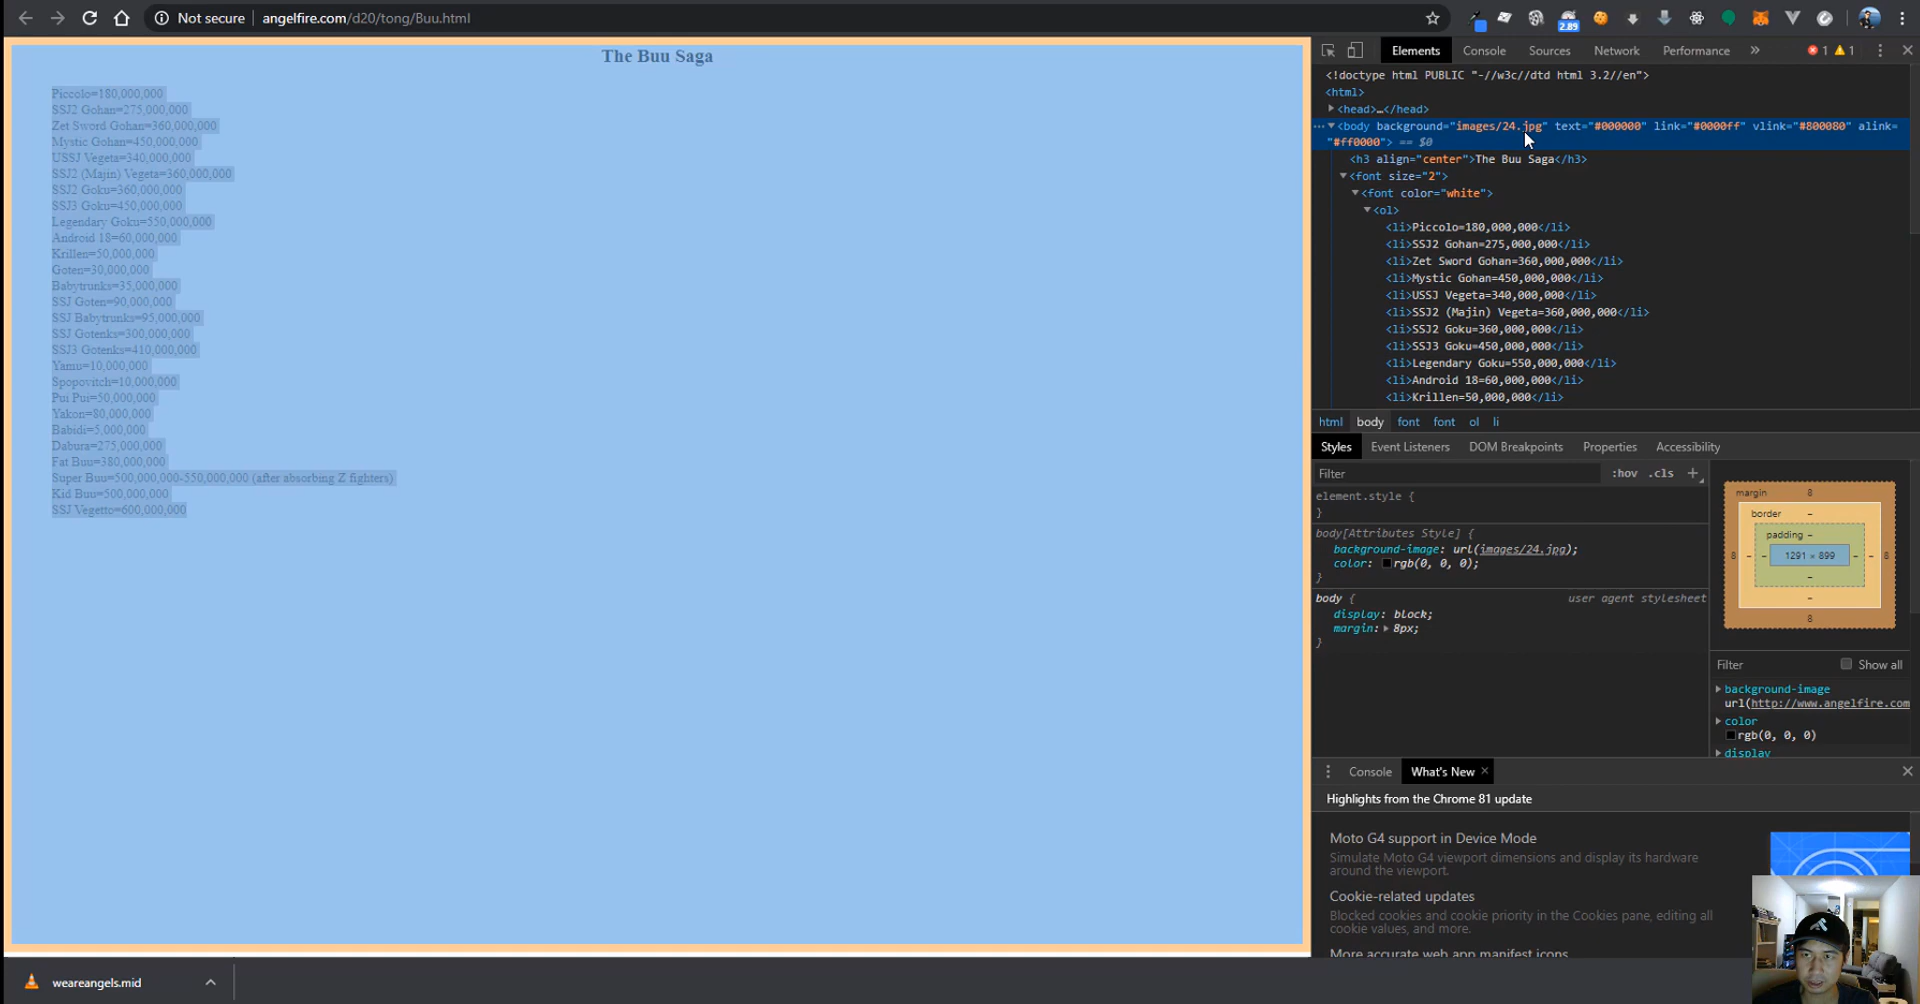 Not secure angelfire.com/d20/tong/Buu.html
2.89
The Buu Saga
Piccolo=180,000,000
SSJ2 Gohan=275,000,000
Zet Sword Gohan=360,000,000
Mystic Gohan=450,000,000
USSJ Vegeta=340,000,000
SSJ2 (Majin) Vegeta=360,000,000
SSJ2 Goku=360,000,000
SSJ3 Goku=450,000,000
Legendary Goku=550,000,000
Android 18=60,000,000
Krillen=50,000,000
Goten=30,000,000
Babytrunks=35,000,000
SSJ Goten=90,000,000
SSJ Babytrunks=95,000,000
SSJ Gotenks=300,000,000
SSJ3 Gotenks=410,000,000
Yamu=10,000,000
Spopovitch=10,000,000
Pui Pui=50,000,000
Yakon=80,000,000
Babidi=5,000,000
Dabura=275,000,000
Fat Buu=380,000,000
Super Buu=500,000,000-550,000,000 (after absorbing Z fighters)
Kid Buu=500,000,000
SSJ Vegetto=600,000,000
Elements Console Sources Network Performance » 1 1
<!doctype html PUBLIC "-//w3c//dtd html 3.2//en">
<html>
<head>…</head>
<body background="images/24.jpg" text="#000000" link="#0000ff" vlink="#800080" alink=
"#ff0000"> == $0
<h3 align="center">The Buu Saga</h3>
<font size="2">
<font color="white">
<ol>
<li>Piccolo=180,000,000</li>
<li>SSJ2 Gohan=275,000,000</li>
<li>Zet Sword Gohan=360,000,000</li>
<li>Mystic Gohan=450,000,000</li>
<li>USSJ Vegeta=340,000,000</li>
<li>SSJ2 (Majin) Vegeta=360,000,000</li>
<li>SSJ2 Goku=360,000,000</li>
<li>SSJ3 Goku=450,000,000</li>
<li>Legendary Goku=550,000,000</li>
<li>Android 18=60,000,000</li>
<li>Krillen=50,000,000</li>
html body font font ol li
Styles Event Listeners DOM Breakpoints Properties Accessibility
Filter :hov .cls +
element.style {
}
body[Attributes Style] {
background-image: url(images/24.jpg);
color: rgb(0, 0, 0);
}
body { user agent stylesheet
display: block;
margin: 8px;
}
margin 8
border –
padding –
8 – – 1291 × 899 – – 8
–
–
8
Filter Show all
background-image
url(http://www.angelfire.com
color
rgb(0, 0, 0)
display
Console What's New ×
Highlights from the Chrome 81 update
Moto G4 support in Device Mode
Simulate Moto G4 viewport dimensions and display its hardware
around the viewport.
Cookie-related updates
Blocked cookies and cookie priority in the Cookies pane, editing all
cookie values, and more.
More accurate web app manifest icons
weareangels.mid